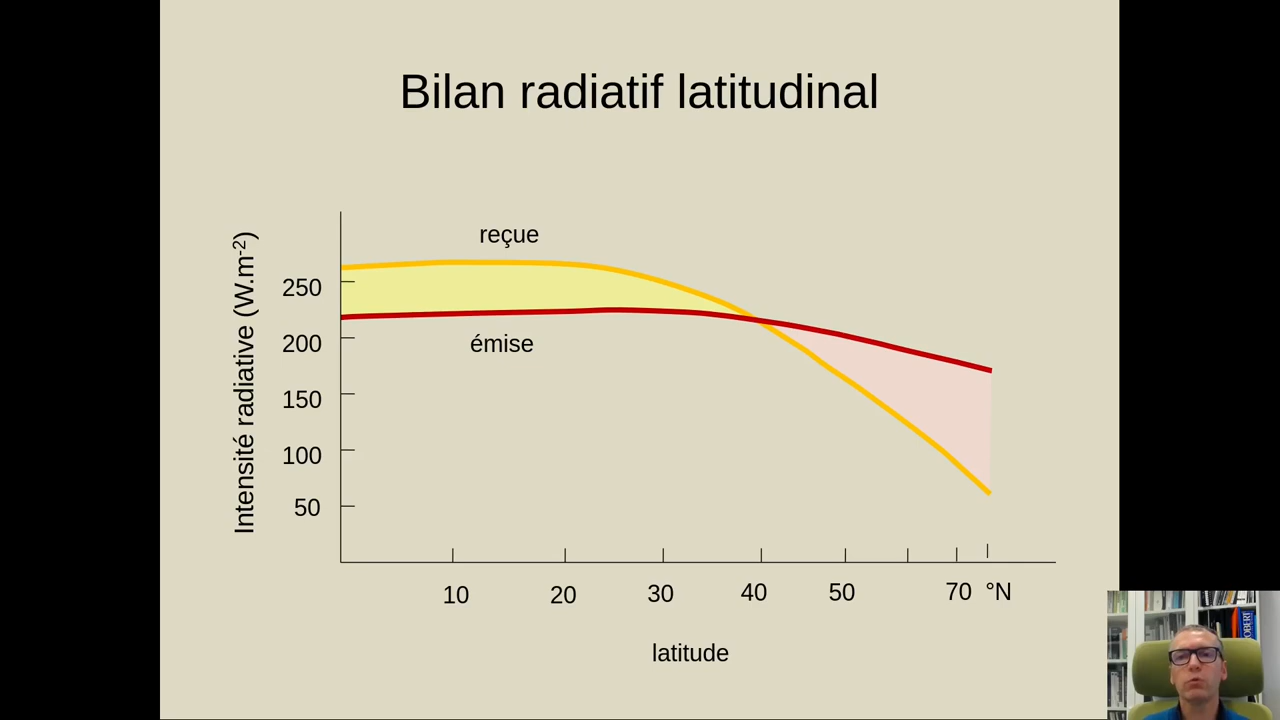 Bilan radiatif latitudinal
Intensité radiative (W.m-2)
reçue
émise
250
200
150
100
50
10 20 30 40 50 70 °N
latitude
ROBERT